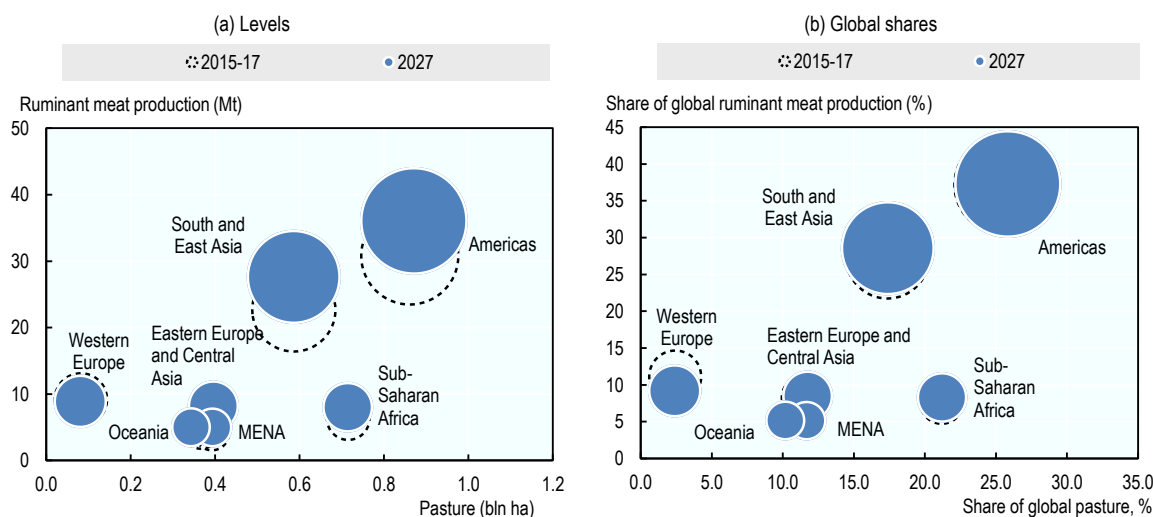 (a) Levels
2015-17
2027
Ruminant meat production (Mt)
50
40
30
20
10
0
0.0
0.2
0.4
0.6
0.8
1.0
1.2
Pasture (bln ha)
South and
East Asia
Americas
Western
Europe
Eastern Europe
and Central
Asia
Sub-
Saharan
Africa
Oceania
MENA
(b) Global shares
2015-17
2027
Share of global ruminant meat production (%)
45
40
35
30
25
20
15
10
5
0
0.0
5.0
10.0
15.0
20.0
25.0
30.0
35.0
Share of global pasture, %
South and
East Asia
Americas
Western
Europe
Eastern Europe and
Central Asia
Sub-
Saharan
Africa
Oceania
MENA